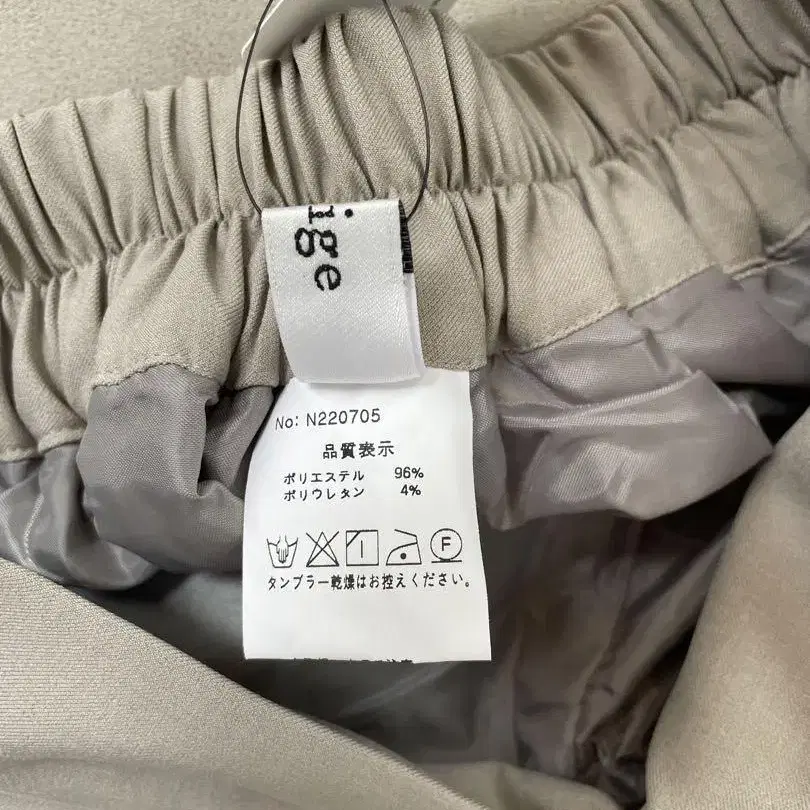 ige
No: N220705
品質表示
ポリエステル 96%
ポリウレタン 4%
F
タンブラー乾燥はお控えください。